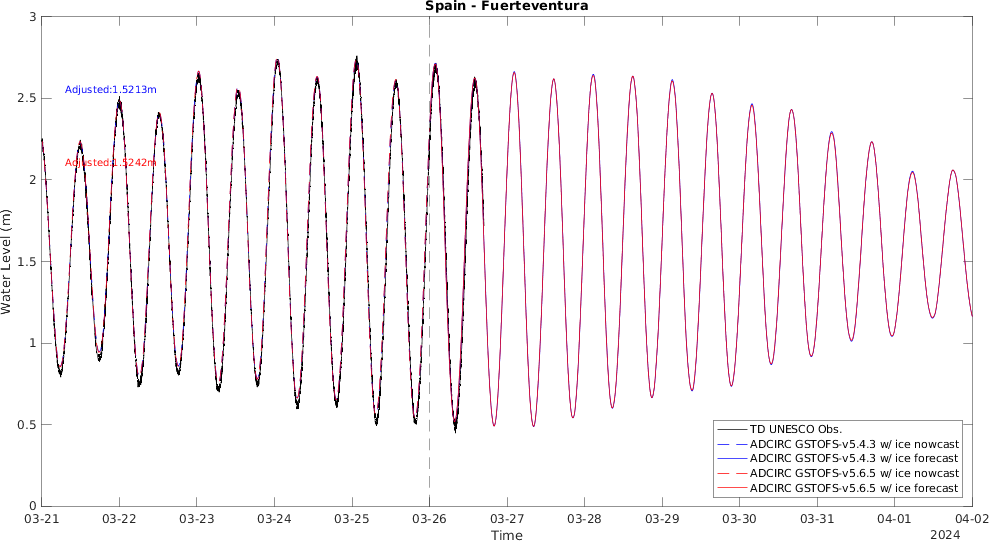 Spain - Fuerteventura
3
2.5
2
1.5
1
0.5
0
Water Level (m)
Adjusted:1.5213m
Adjusted:1.5242m
TD UNESCO Obs.
ADCIRC GSTOFS-v5.4.3 w/ ice nowcast
ADCIRC GSTOFS-v5.4.3 w/ ice forecast
ADCIRC GSTOFS-v5.6.5 w/ ice nowcast
ADCIRC GSTOFS-v5.6.5 w/ ice forecast
03-21 03-22 03-23 03-24 03-25 03-26 03-27 03-28 03-29 03-30 03-31 04-01 04-02
Time
2024